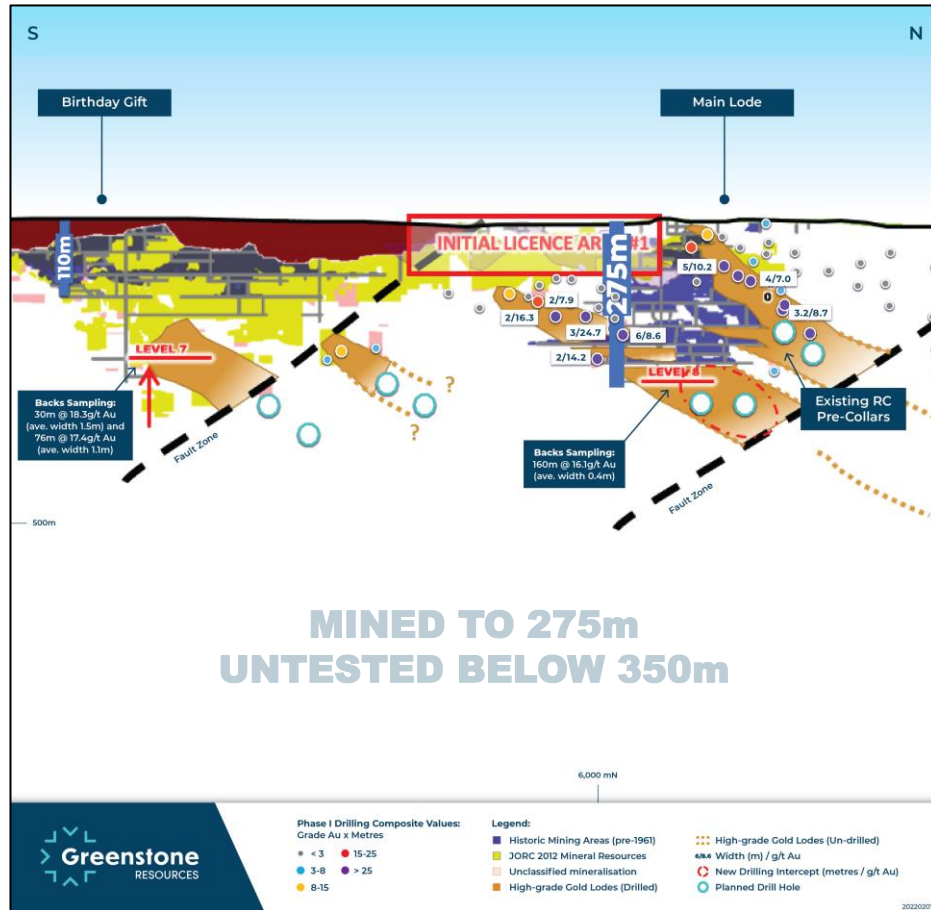 S
N
Birthday Gift
Main Lode
110m
INITIAL LICENCE AREA #1
275m
5/10.2
4/7.0
0
3.2/8.7
2/7.9
2/16.3
3/24.7
6/8.6
2/14.2
LEVEL 7
LEVEL 8
Backs Sampling:
30m @ 18.3g/t Au
(ave. width 1.5m) and
76m @ 17.4g/t Au
(ave. width 1.1m)
Fault Zone
?
?
Existing RC
Pre-Collars
Backs Sampling:
160m @ 16.1g/t Au
(ave. width 0.4m)
Fault Zone
500m
MINED TO 275m
UNTESTED BELOW 350m
6,000 mN
Greenstone
RESOURCES
Phase I Drilling Composite Values:
Grade Au x Metres
< 3
3-8
8-15
15-25
> 25
Legend:
Historic Mining Areas (pre-1961)
JORC 2012 Mineral Resources
Unclassified mineralisation
High-grade Gold Lodes (Drilled)
High-grade Gold Lodes (Un-drilled)
6/8.6 Width (m) / g/t Au
New Drilling Intercept (metres / g/t Au)
Planned Drill Hole